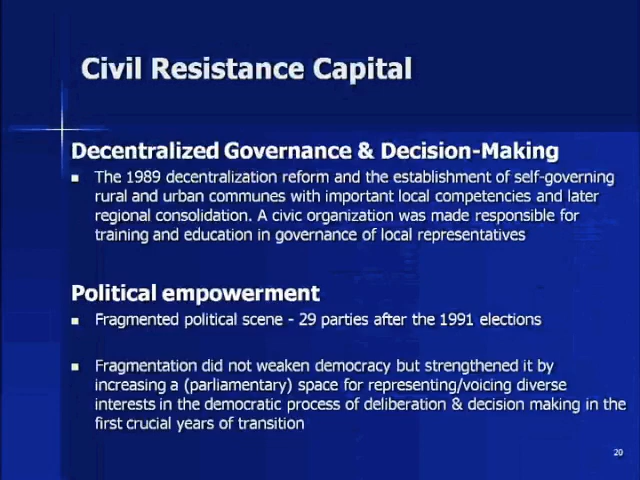 Civil Resistance Capital
Decentralized Governance & Decision-Making
The 1989 decentralization reform and the establishment of self-governing
rural and urban communes with important local competencies and later
regional consolidation. A civic organization was made responsible for
training and education in governance of local representatives
Political empowerment
Fragmented political scene - 29 parties after the 1991 elections
Fragmentation did not weaken democracy but strengthened it by
increasing a (parliamentary) space for representing/voicing diverse
interests in the democratic process of deliberation & decision making in the
first crucial years of transition
20